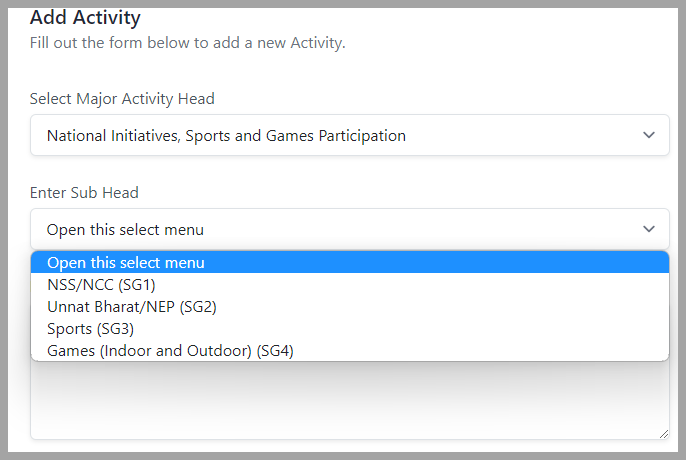 Add Activity
Fill out the form below to add a new Activity.
Select Major Activity Head
National Initiatives, Sports and Games Participation
Enter Sub Head
Open this select menu
Open this select menu
NSS/NCC (SG1)
Unnat Bharat/NEP (SG2)
Sports (SG3)
Games (Indoor and Outdoor) (SG4)